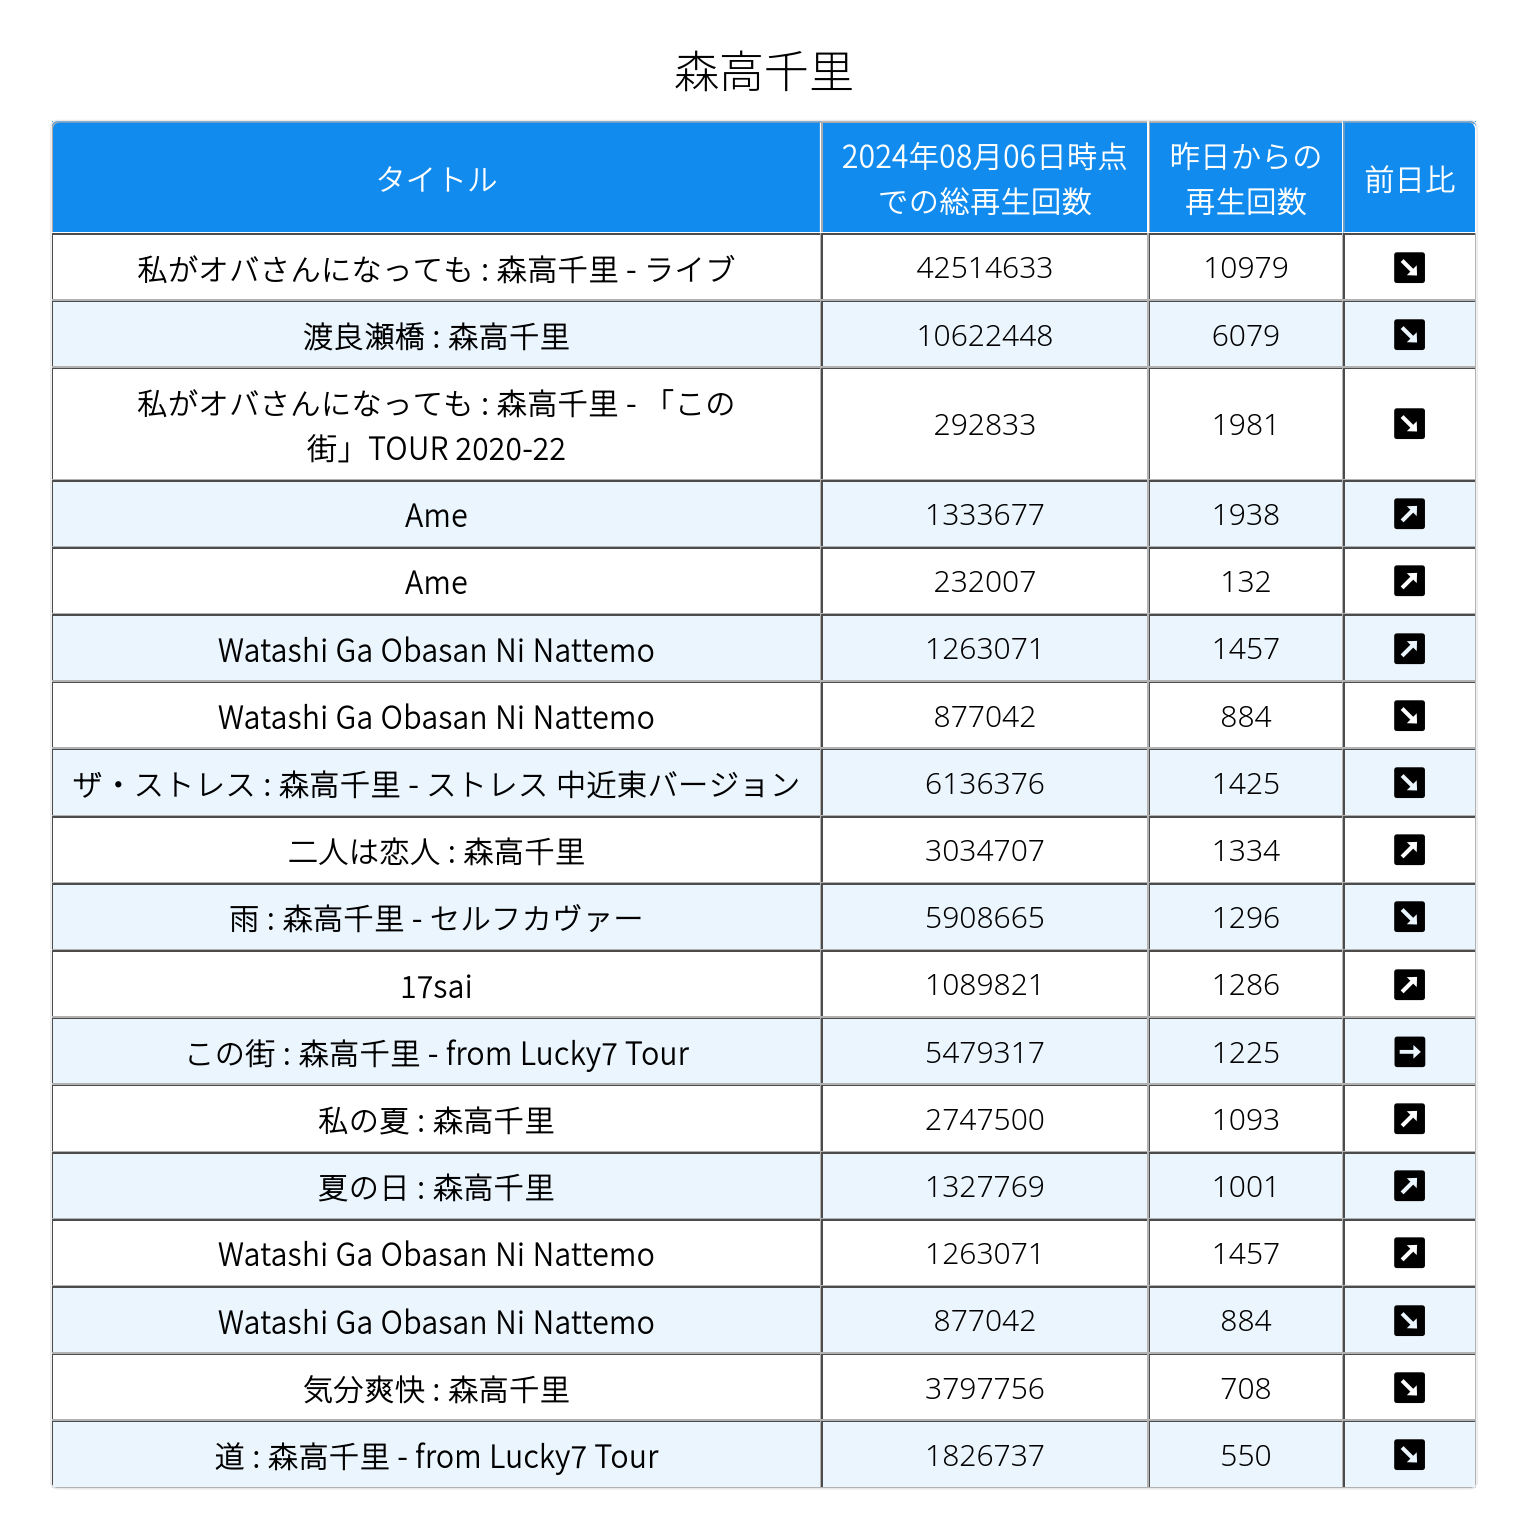 森高千里
タイトル
2024年08月06日時点
での総再生回数
昨日からの
再生回数
前日比
私がオバさんになっても : 森高千里 - ライブ 42514633 10979 ↘
渡良瀬橋 : 森高千里 10622448 6079 ↘
私がオバさんになっても : 森高千里 - 「この
街」TOUR 2020-22 292833 1981 ↘
Ame 1333677 1938 ↗
Ame 232007 132 ↗
Watashi Ga Obasan Ni Nattemo 1263071 1457 ↗
Watashi Ga Obasan Ni Nattemo 877042 884 ↘
ザ・ストレス : 森高千里 - ストレス 中近東バージョン 6136376 1425 ↘
二人は恋人 : 森高千里 3034707 1334 ↗
雨 : 森高千里 - セルフカヴァー 5908665 1296 ↘
17sai 1089821 1286 ↗
この街 : 森高千里 - from Lucky7 Tour 5479317 1225 →
私の夏 : 森高千里 2747500 1093 ↗
夏の日 : 森高千里 1327769 1001 ↗
Watashi Ga Obasan Ni Nattemo 1263071 1457 ↗
Watashi Ga Obasan Ni Nattemo 877042 884 ↘
気分爽快 : 森高千里 3797756 708 ↘
道 : 森高千里 - from Lucky7 Tour 1826737 550 ↘